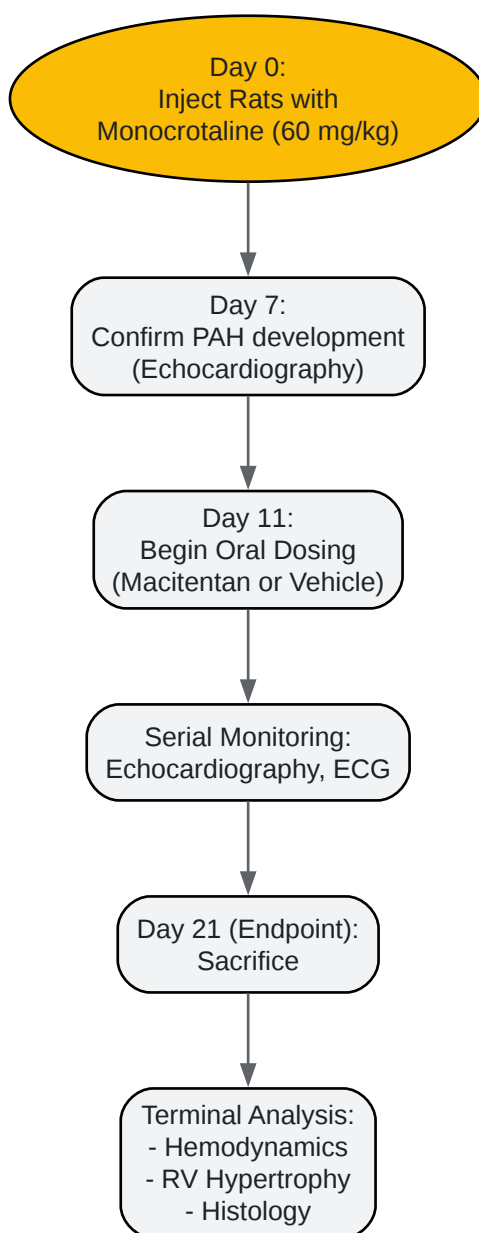 Day 0:
Inject Rats with
Monocrotaline (60 mg/kg)
Day 7:
Confirm PAH development
(Echocardiography)
Day 11:
Begin Oral Dosing
(Macitentan or Vehicle)
Serial Monitoring:
Echocardiography, ECG
Day 21 (Endpoint):
Sacrifice
Terminal Analysis:
- Hemodynamics
- RV Hypertrophy
- Histology